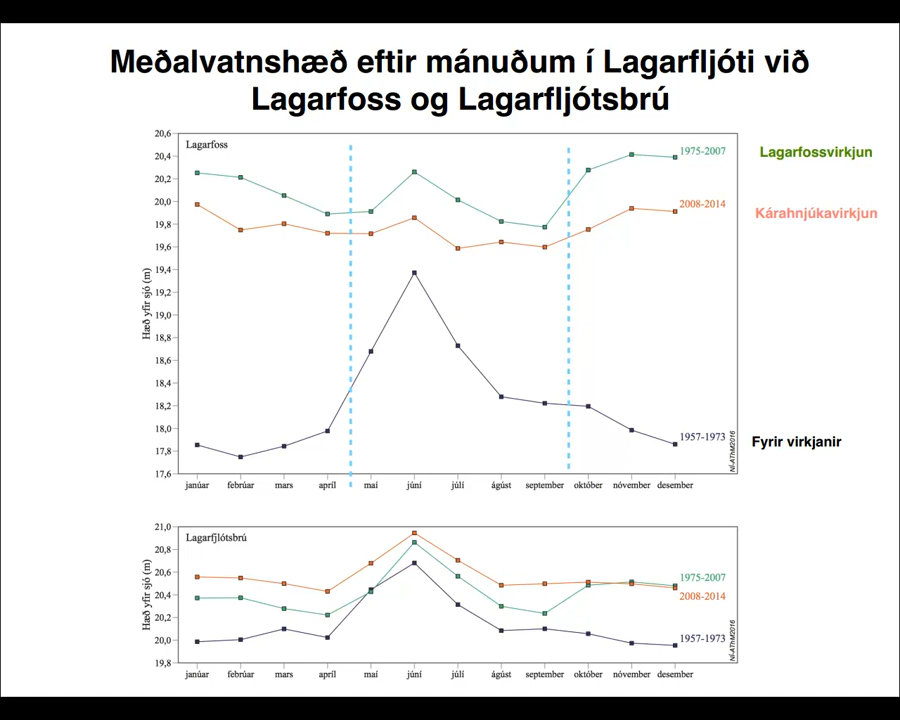 Meðalvatnshæð eftir mánuðum í Lagarfljóti við
Lagarfoss og Lagarfljótsbrú
Lagarfoss
Hæð yfir sjó (m)
20,6
20,4
20,2
20,0
19,8
19,6
19,4
19,2
19,0
18,8
18,6
18,4
18,2
18,0
17,8
17,6
1975-2007
Lagarfossvirkjun
2008-2014
Kárahnjúkavirkjun
1957-1973
Fyrir virkjanir
NÍ-AThM2016
janúar febrúar mars apríl maí júní júlí ágúst september október nóvember desember
Lagarfjlótsbrú
Hæð yfir sjó (m)
21,0
20,8
20,6
20,4
20,2
20,0
19,8
1975-2007
2008-2014
1957-1973
NÍ-AThM2016
janúar febrúar mars apríl maí júní júlí ágúst september október nóvember desember